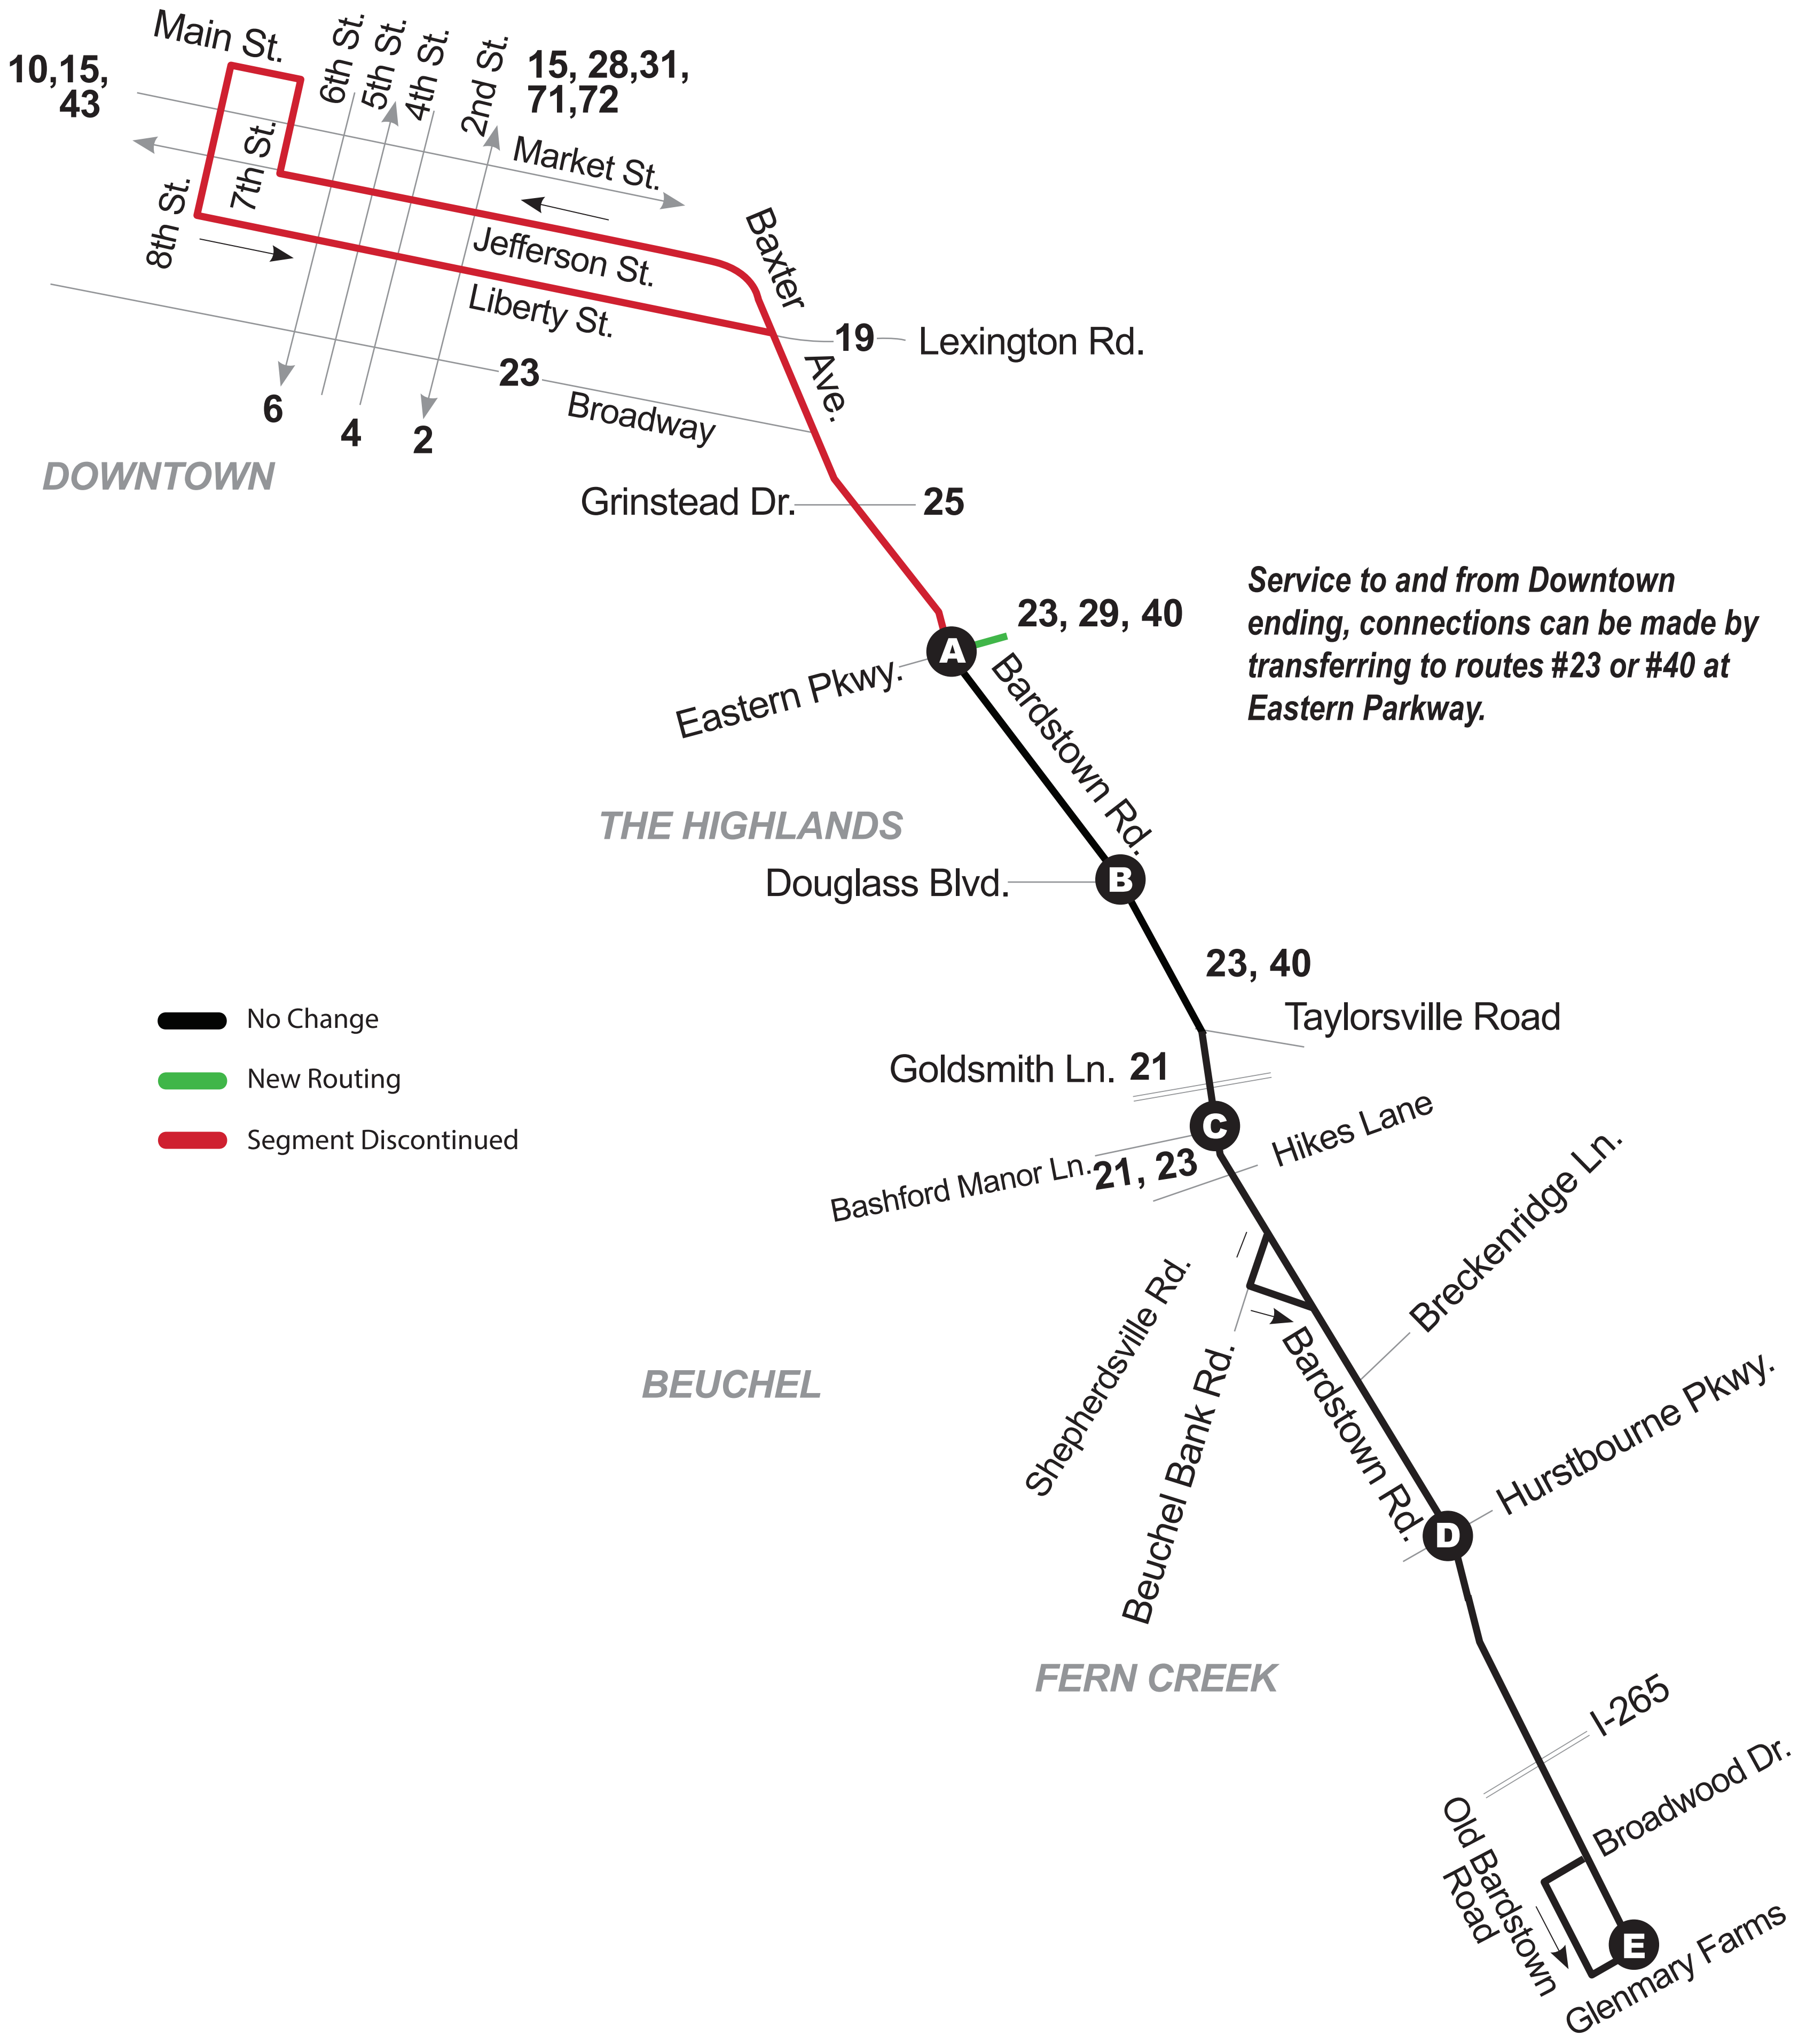 Main St.
6th St.
5th St.
4th St.
2nd St.
10,15,
43
15, 28,31,
71,72
Market St.
7th St.
8th St.
Jefferson St.
Liberty St.
Baxter
Ave.
19
Lexington Rd.
23
Broadway
6
4
2
DOWNTOWN
Grinstead Dr.
25
23, 29, 40
A
Eastern Pkwy.
Bardstown Rd.
Service to and from Downtown
ending, connections can be made by
transferring to routes #23 or #40 at
Eastern Parkway.
THE HIGHLANDS
Douglass Blvd.
B
23, 40
Taylorsville Road
No Change
New Routing
Segment Discontinued
Goldsmith Ln.
21
C
Hikes Lane
Bashford Manor Ln.
21, 23
Shepherdsville Rd.
Beuchel Bank Rd.
Breckenridge Ln.
Bardstown Rd.
BEUCHEL
Hurstbourne Pkwy.
D
FERN CREEK
I-265
Broadwood Dr.
Old Bardstown
Road
E
Glenmary Farms